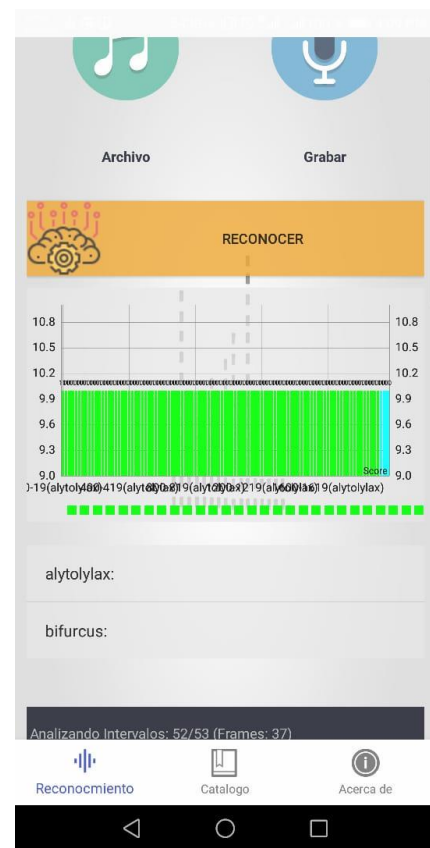 Archivo Grabar
RECONOCER
10.8 10.8
10.5 10.5
10.2 10.2
9.9 9.9
9.6 9.6
9.3 9.3
Score
9.0 9.0
alytolylax:
bifurcus:
Analizando Intervalos: 52/53 (Frames: 37)
Reconocmiento Catalogo Acerca de